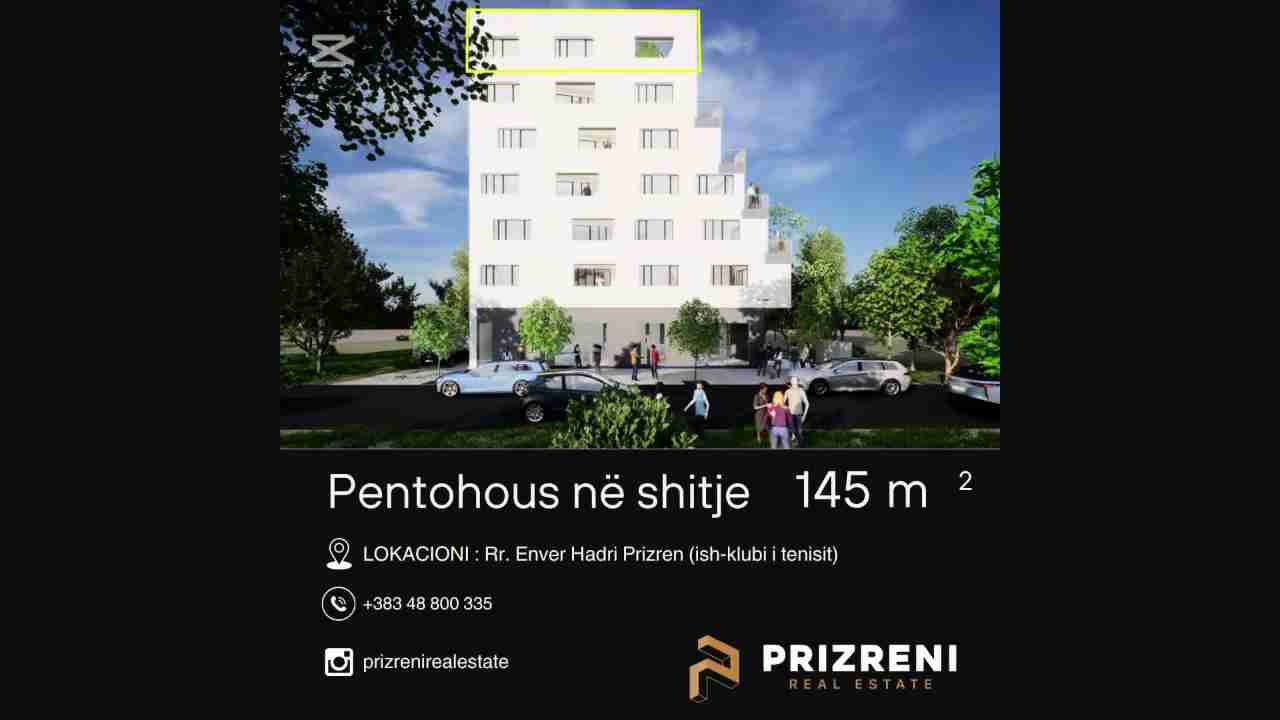 Pentohous në shitje 145 m 2
LOKACIONI : Rr. Enver Hadri Prizren (ish-klubi i tenisit)
+383 48 800 335
prizrenirealestate
PRIZRENI
REAL ESTATE